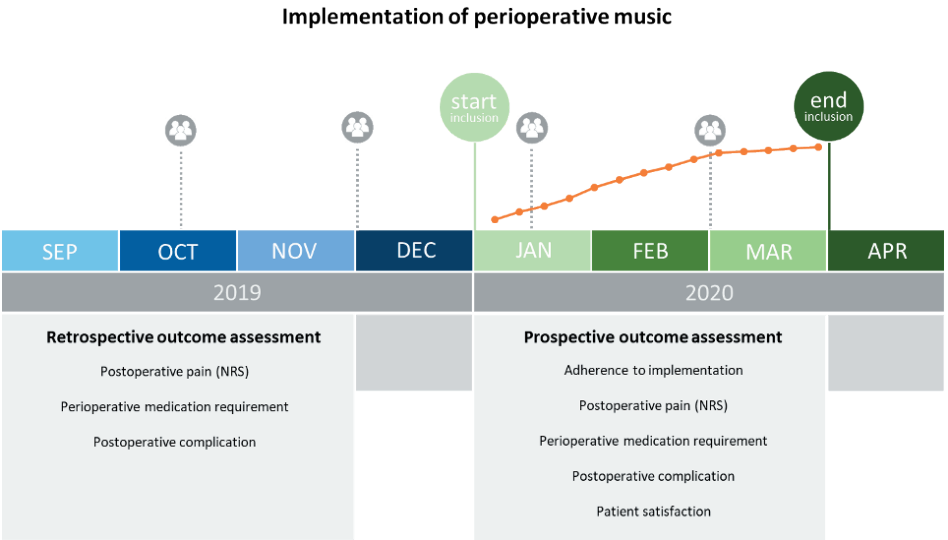 Implementation of perioperative music
start
inclusion
end
inclusion
SEP
OCT
NOV
DEC
JAN
FEB
MAR
APR
2019
2020
Retrospective outcome assessment
Postoperative pain (NRS)
Perioperative medication requirement
Postoperative complication
Prospective outcome assessment
Adherence to implementation
Postoperative pain (NRS)
Perioperative medication requirement
Postoperative complication
Patient satisfaction